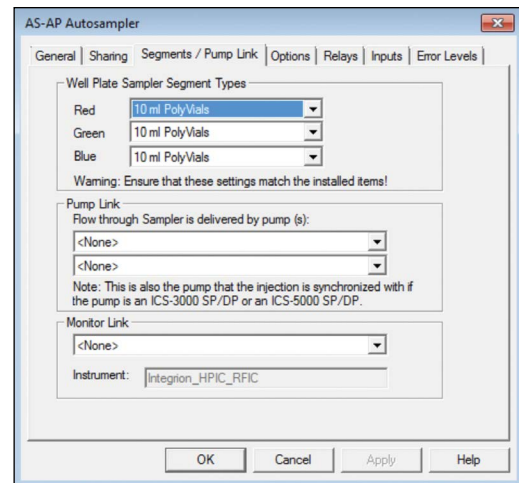 AS-AP Autosampler
General Sharing Segments / Pump Link Options Relays Inputs Error Levels
Well Plate Sampler Segment Types
Red 10 ml PolyVials
Green 10 ml PolyVials
Blue 10 ml PolyVials
Warning: Ensure that these settings match the installed items!
Pump Link
Flow through Sampler is delivered by pump (s):
<None>
<None>
Note: This is also the pump that the injection is synchronized with if
the pump is an ICS-3000 SP/DP or an ICS-5000 SP/DP.
Monitor Link
<None>
Instrument: Integrion_HPIC_RFIC
OK Cancel Apply Help